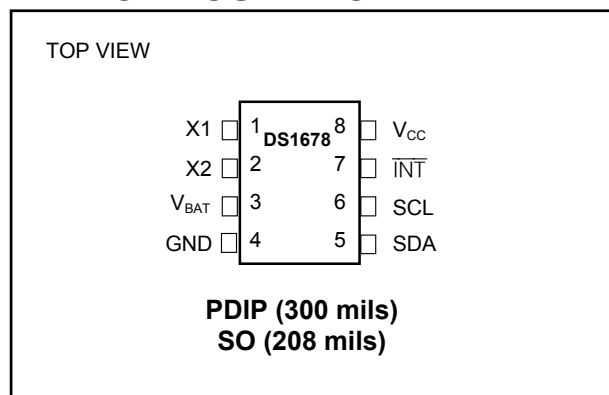 TOP VIEW
X1 1 DS1678 8 VCC
X2 2 7 INT
VBAT 3 6 SCL
GND 4 5 SDA
PDIP (300 mils)
SO (208 mils)